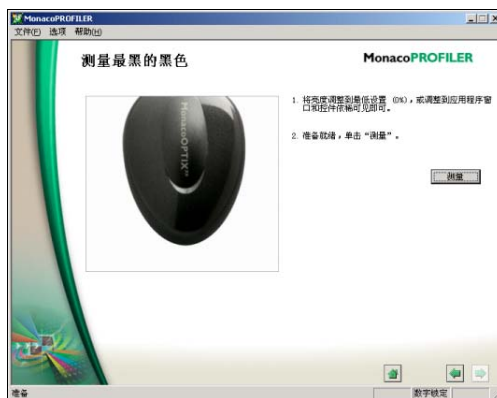 MonacoPROFILER
文件(F) 选项 帮助(H)
测量最黑的黑色
MonacoPROFILER
MonacoOPTIX
1. 将亮度调整到最低设置 (0%)，或调整到应用程序窗
口和控件依稀可见即可。
2. 准备就绪，单击“测量”。
测量
准备
数字锁定